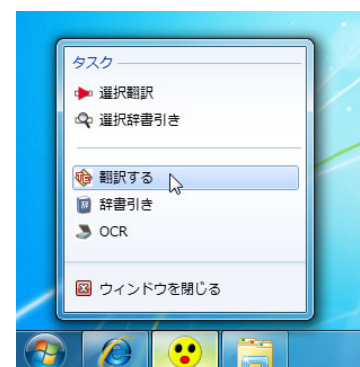 タスク
選択翻訳
選択辞書引き
翻訳する
辞書引き
OCR
ウィンドウを閉じる